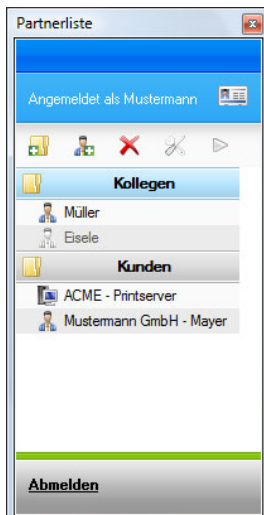 Partnerliste
Angemeldet als Mustermann
Kollegen
Müller
Eisele
Kunden
ACME - Printserver
Mustermann GmbH - Mayer
Abmelden